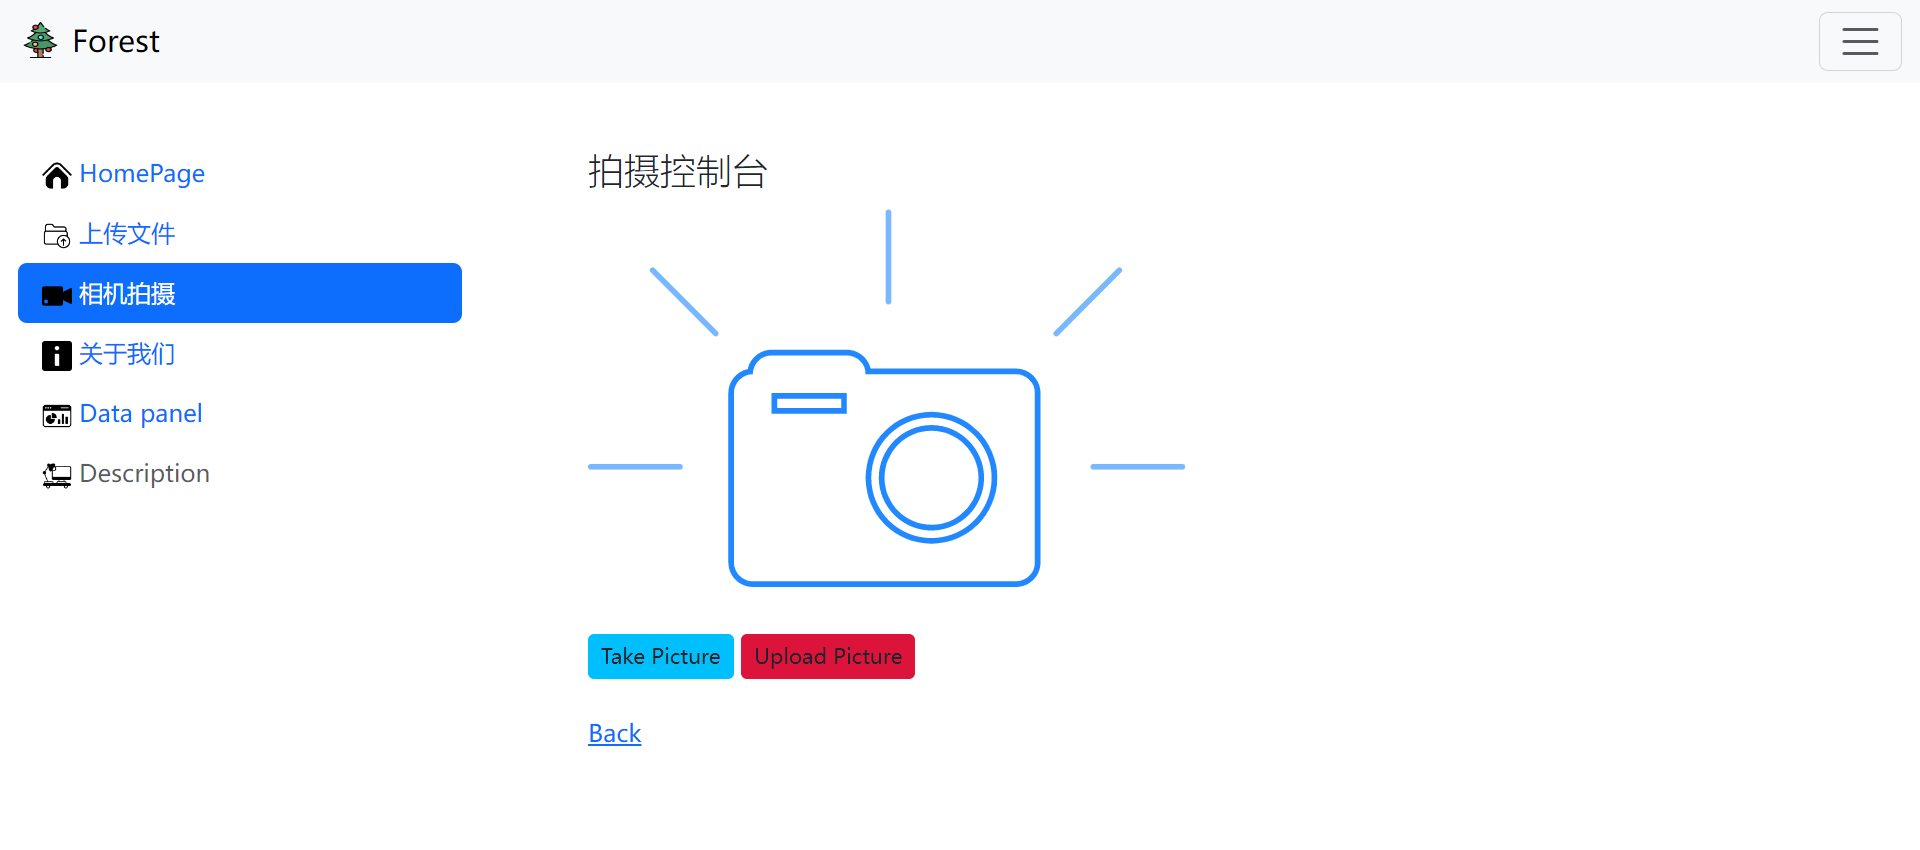 Forest
HomePage
上传文件
相机拍摄
关于我们
Data panel
Description
拍摄控制台
Take Picture
Upload Picture
Back